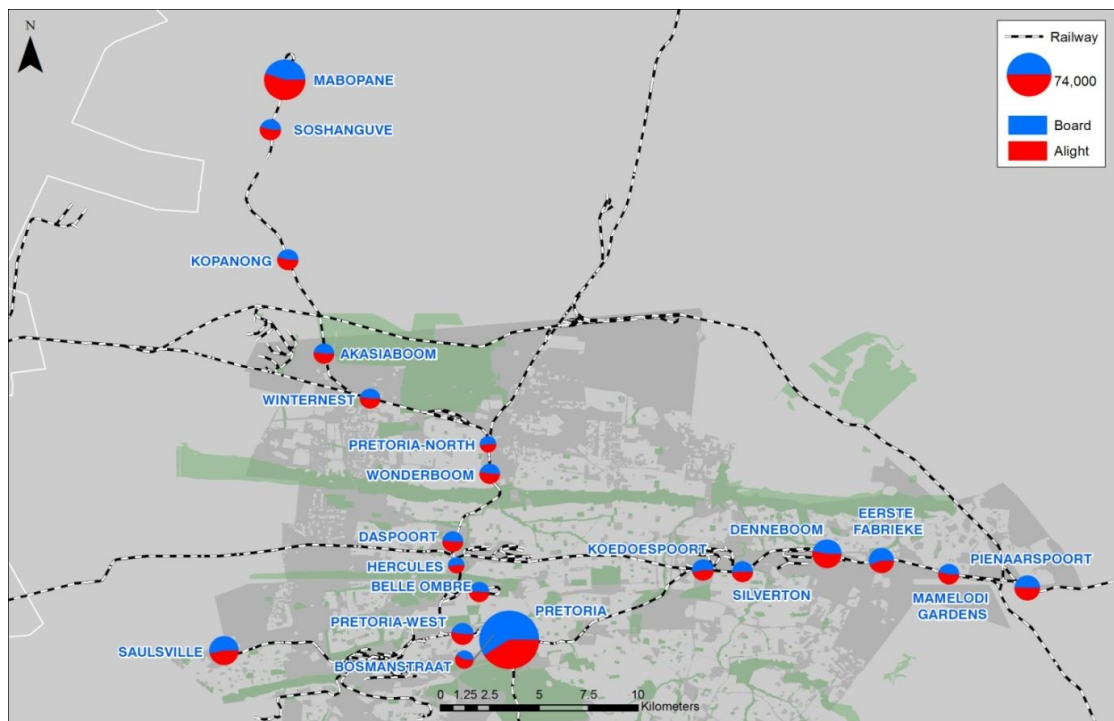 N
Railway
74,000
Board
Alight
MABOPANE
SOSHANGUVE
KOPANONG
AKASIABOOM
WINTERNEST
PRETORIA-NORTH
WONDERBOOM
DASPOORT
HERCULES
BELLE OMBRE
PRETORIA-WEST
PRETORIA
BOSMANSTRAAT
SAULSVILLE
KOEDOESPOORT
SILVERTON
DENNEBOOM
EERSTE
FABRIEKE
MAMELODI
GARDENS
PIENAARSPOORT
0 1.25 2.5 5 7.5 10
Kilometers